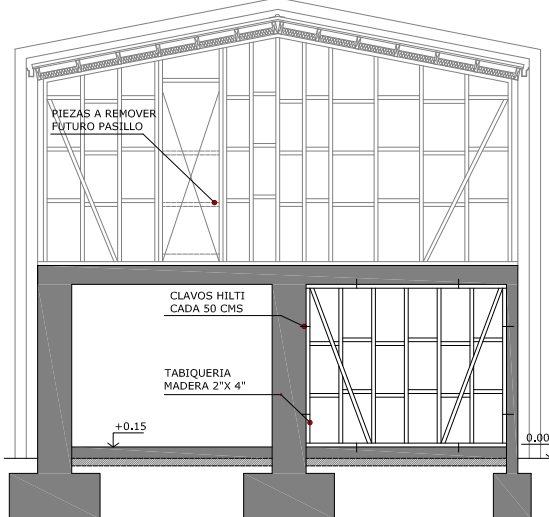 PIEZAS A REMOVER
FUTURO PASILLO
CLAVOS HILTI
CADA 50 CMS
TABIQUERIA
MADERA 2"X 4"
+0.15
0.00